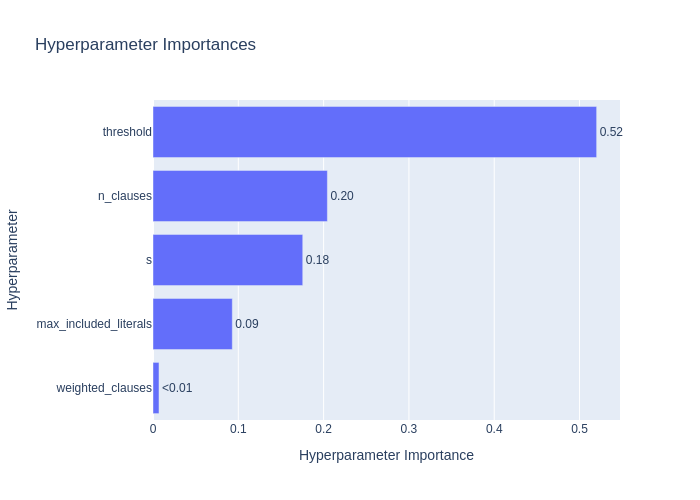 Hyperparameter Importances
Hyperparameter
threshold 0.52
n_clauses 0.20
s 0.18
max_included_literals 0.09
weighted_clauses <0.01
0 0.1 0.2 0.3 0.4 0.5
Hyperparameter Importance